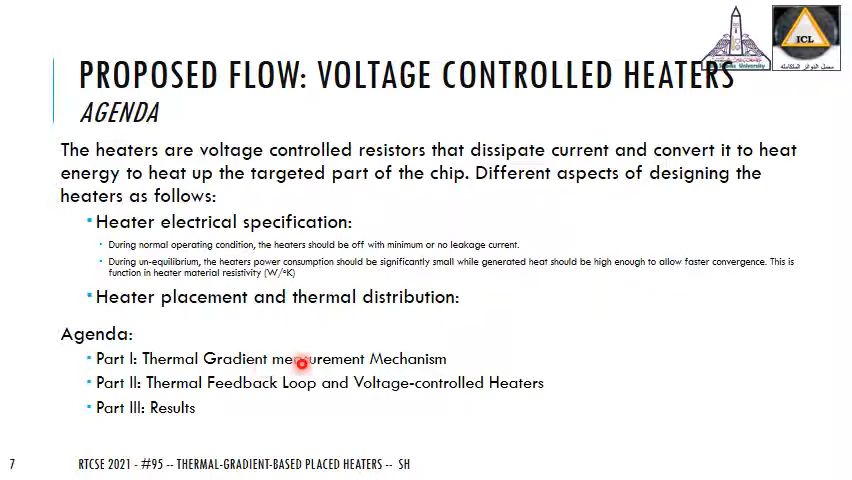 ICL
University
معمل الدوائر المتكاملة
PROPOSED FLOW: VOLTAGE CONTROLLED HEATERS
AGENDA
The heaters are voltage controlled resistors that dissipate current and convert it to heat
energy to heat up the targeted part of the chip. Different aspects of designing the
heaters as follows:
Heater electrical specification:
During normal operating condition, the heaters should be off with minimum or no leakage current.
During un-equilibrium, the heaters power consumption should be significantly small while generated heat should be high enough to allow faster convergence. This is
function in heater material resistivity (W/°K)
Heater placement and thermal distribution:
Agenda:
Part I: Thermal Gradient measurement Mechanism
Part II: Thermal Feedback Loop and Voltage-controlled Heaters
Part III: Results
7 RTCSE 2021 - #95 -- THERMAL-GRADIENT-BASED PLACED HEATERS -- SH